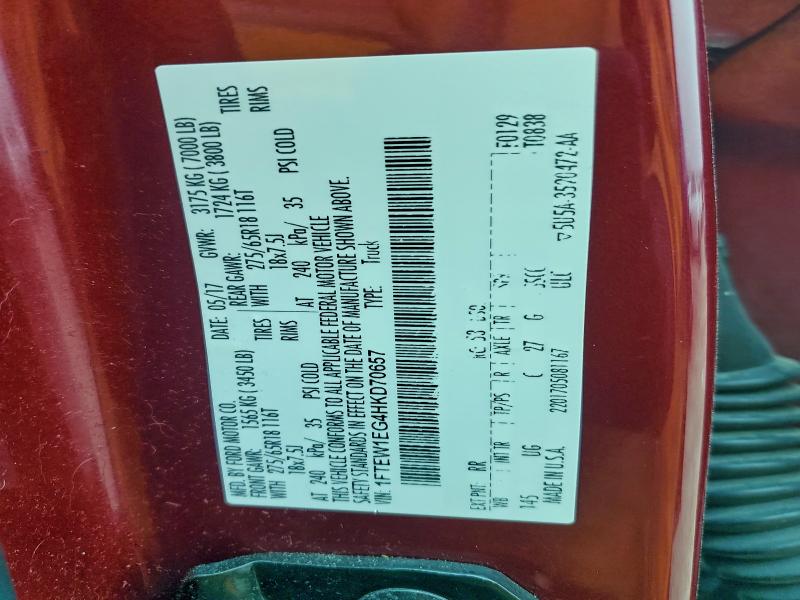 MFD. BY FORD MOTOR CO. DATE: 05/17 GVWR: 3175 KG ( 7000 LB)
FRONT GAWR: 1565 KG ( 3450 LB) REAR GAWR: 1724 KG ( 3800 LB)
WITH 275/65R18 116T TIRES WITH 275/65R18 116T TIRES
18x7.5J RIMS 18x7.5J RIMS
AT 240 kPa/ 35 PSI COLD AT 240 kPa/ 35 PSI COLD
THIS VEHICLE CONFORMS TO ALL APPLICABLE FEDERAL MOTOR VEHICLE
SAFETY STANDARDS IN EFFECT ON THE DATE OF MANUFACTURE SHOWN ABOVE.
VIN: 1FTEW1EG4HKD70657 TYPE: Truck
F0129
EXT PNT: RR T0838
WB INT TR TP/PS R AXLE TR
145 UG C 27 G
MADE IN U.S.A. 2201705081167 ULC
▽5U5A-3520472-AA